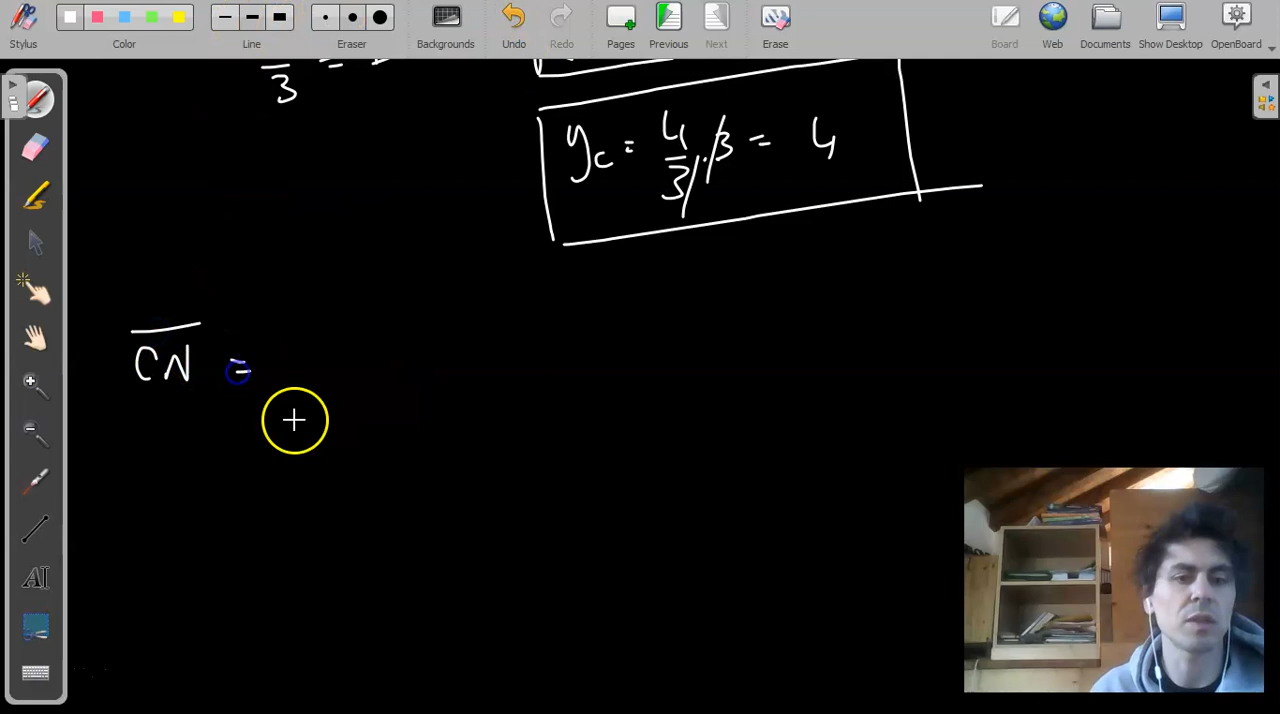 Stylus Color Line Eraser Backgrounds Undo Redo Pages Previous Next Erase Board Web Documents Show Desktop OpenBoard
3 =
y_c = 4/3 · 3 = 4
CN =
AI